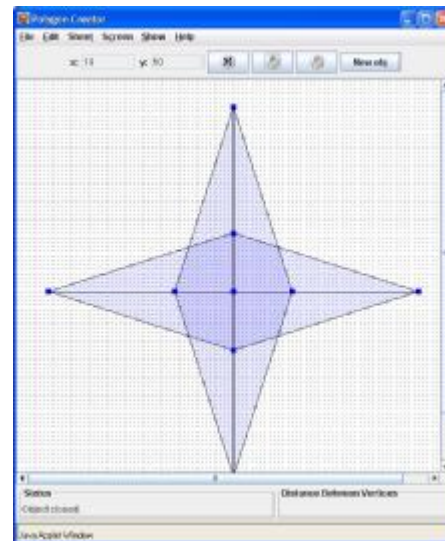 Polygon Creator
File Edit Sheet Screen Show Help
x: 10 y: 50 New obj
Status Distance Between Vertices
Object closed.
Java Applet Window